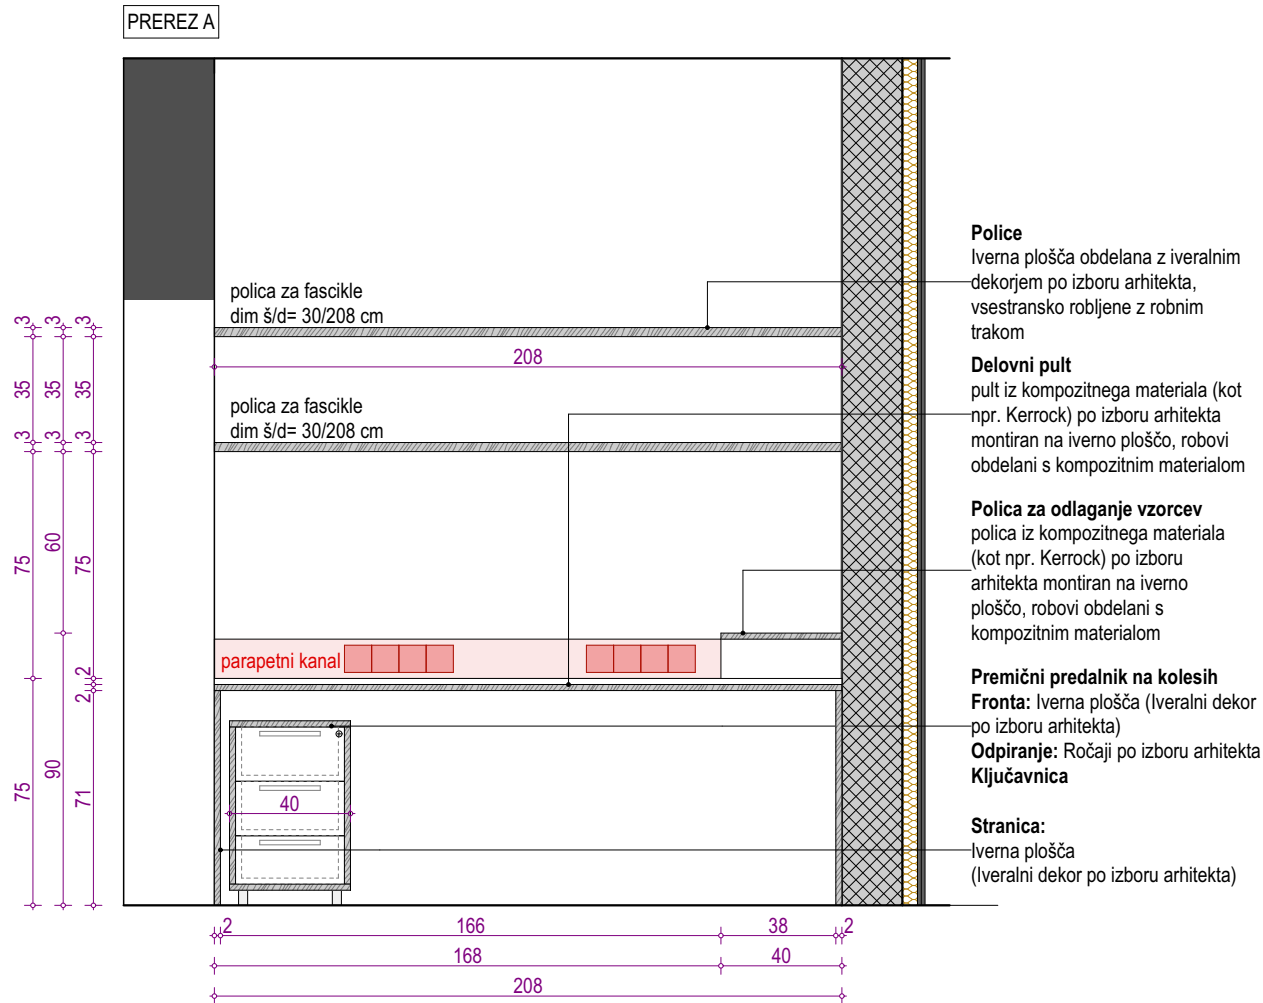 PREREZ A
polica za fascikle
dim š/d= 30/208 cm
208
polica za fascikle
dim š/d= 30/208 cm
parapetni kanal
40
Police
Iverna plošča obdelana z iveralnim
dekorjem po izboru arhitekta,
vsestransko robljene z robnim
trakom
Delovni pult
pult iz kompozitnega materiala (kot
npr. Kerrock) po izboru arhitekta
montiran na iverno ploščo, robovi
obdelani s kompozitnim materialom
Polica za odlaganje vzorcev
polica iz kompozitnega materiala
(kot npr. Kerrock) po izboru
arhitekta montiran na iverno
ploščo, robovi obdelani s
kompozitnim materialom
Premični predalnik na kolesih
Fronta: Iverna plošča (Iveralni dekor
po izboru arhitekta)
Odpiranje: Ročaji po izboru arhitekta
Ključavnica
Stranica:
Iverna plošča
(Iveralni dekor po izboru arhitekta)
3 3 3
35 35 35
3 3 3
75 60 75
2
2
75 90 71
2 166 38 2
168 40
208